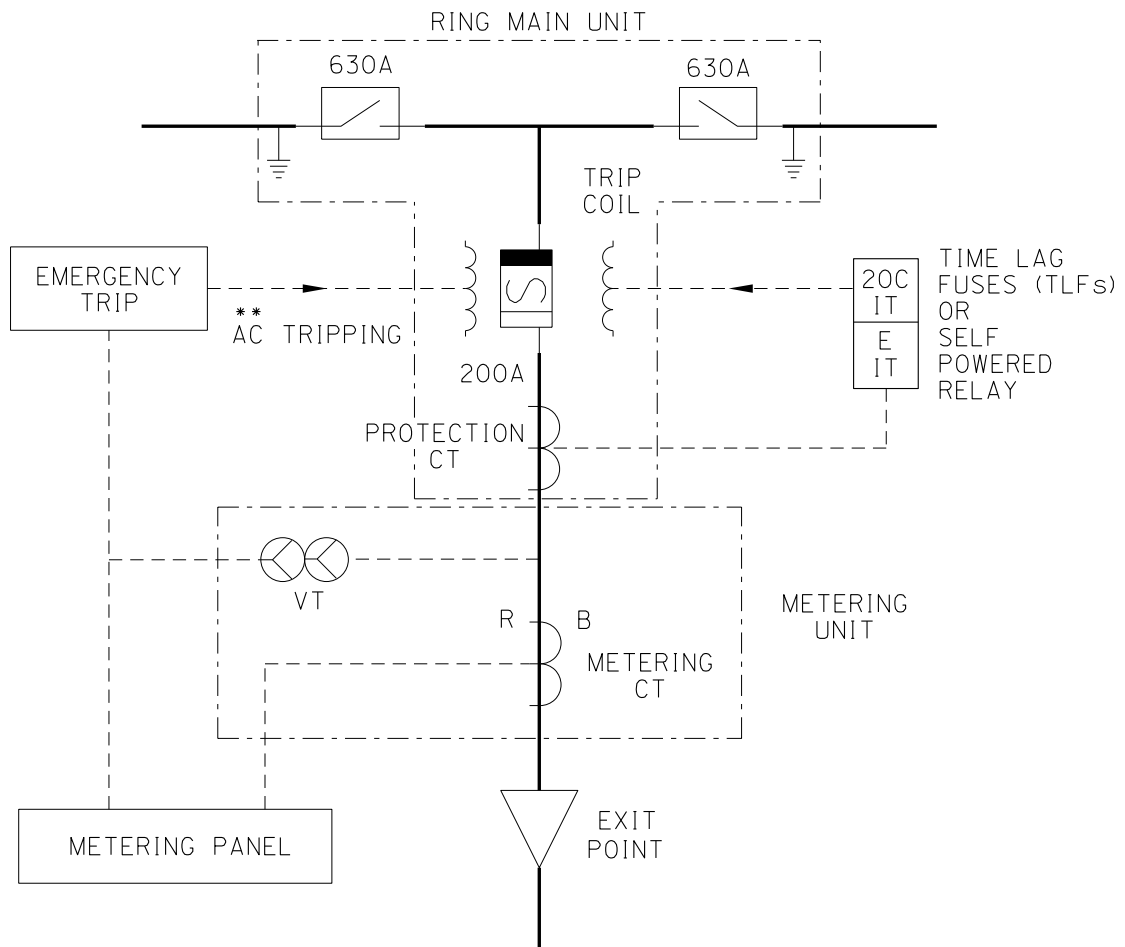 RING MAIN UNIT
630A
630A
TRIP
COIL
EMERGENCY
TRIP
**
AC TRIPPING
S
200A
2OC
IT
E
IT
TIME LAG
FUSES (TLFs)
OR
SELF
POWERED
RELAY
PROTECTION
CT
VT
R
B
METERING
CT
METERING
UNIT
METERING PANEL
EXIT
POINT